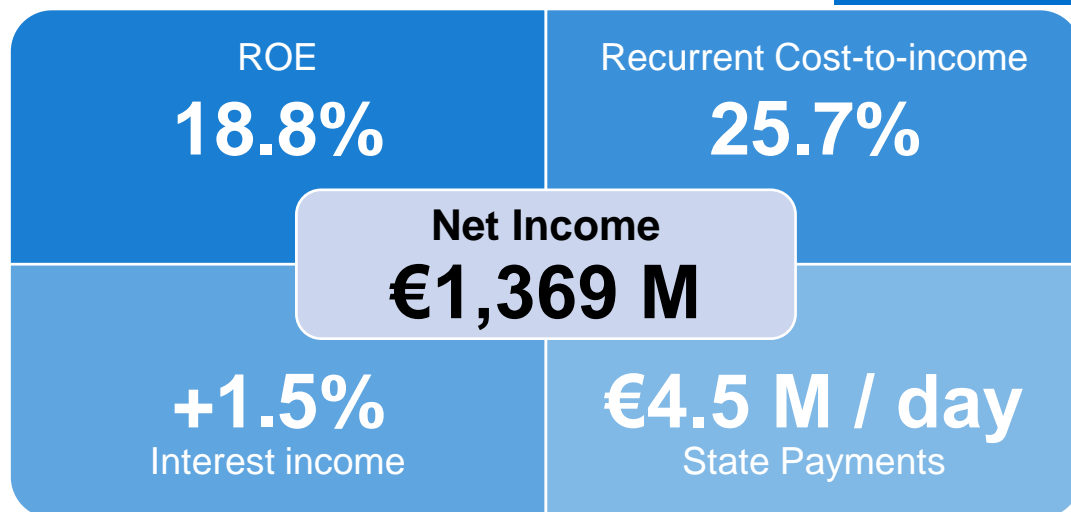 ROE
18.8%
Recurrent Cost-to-income
25.7%
Net Income
€1,369 M
+1.5%
Interest income
€4.5 M / day
State Payments